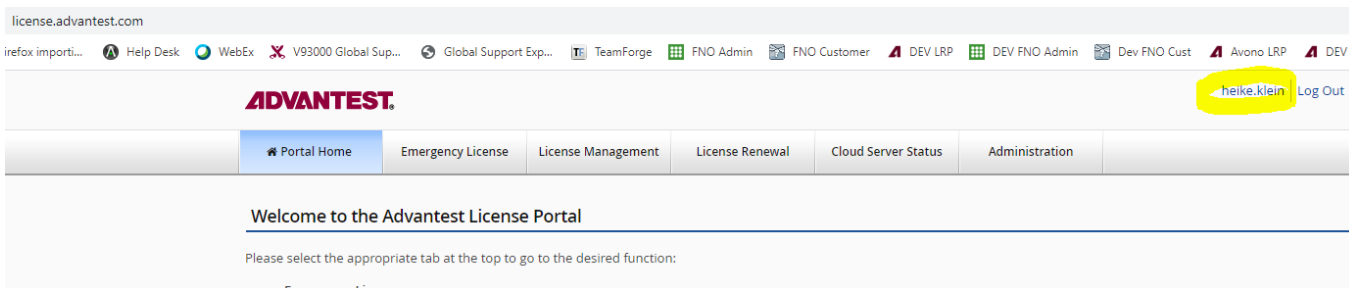 license.advantest.com
irefox importi... Help Desk WebEx V93000 Global Sup... Global Support Exp... TeamForge FNO Admin FNO Customer DEV LRP DEV FNO Admin Dev FNO Cust Avono LRP DEV
ADVANTEST® heike.klein | Log Out
Portal Home Emergency License License Management License Renewal Cloud Server Status Administration
Welcome to the Advantest License Portal
Please select the appropriate tab at the top to go to the desired function: